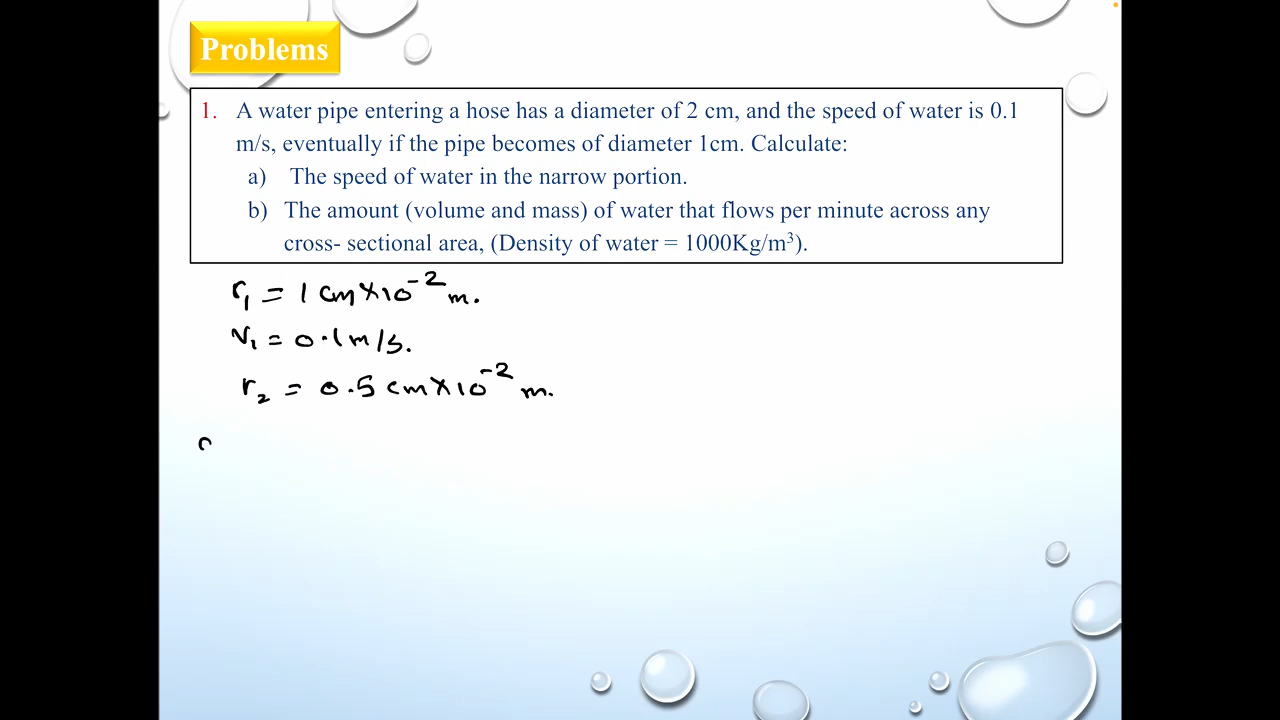 Problems
1. A water pipe entering a hose has a diameter of 2 cm, and the speed of water is 0.1
m/s, eventually if the pipe becomes of diameter 1cm. Calculate:
a) The speed of water in the narrow portion.
b) The amount (volume and mass) of water that flows per minute across any
cross- sectional area, (Density of water = 1000Kg/m³).
r₁ = 1 cm×10⁻² m.
v₁ = 0.1m/s.
r₂ = 0.5 cm×10⁻² m.